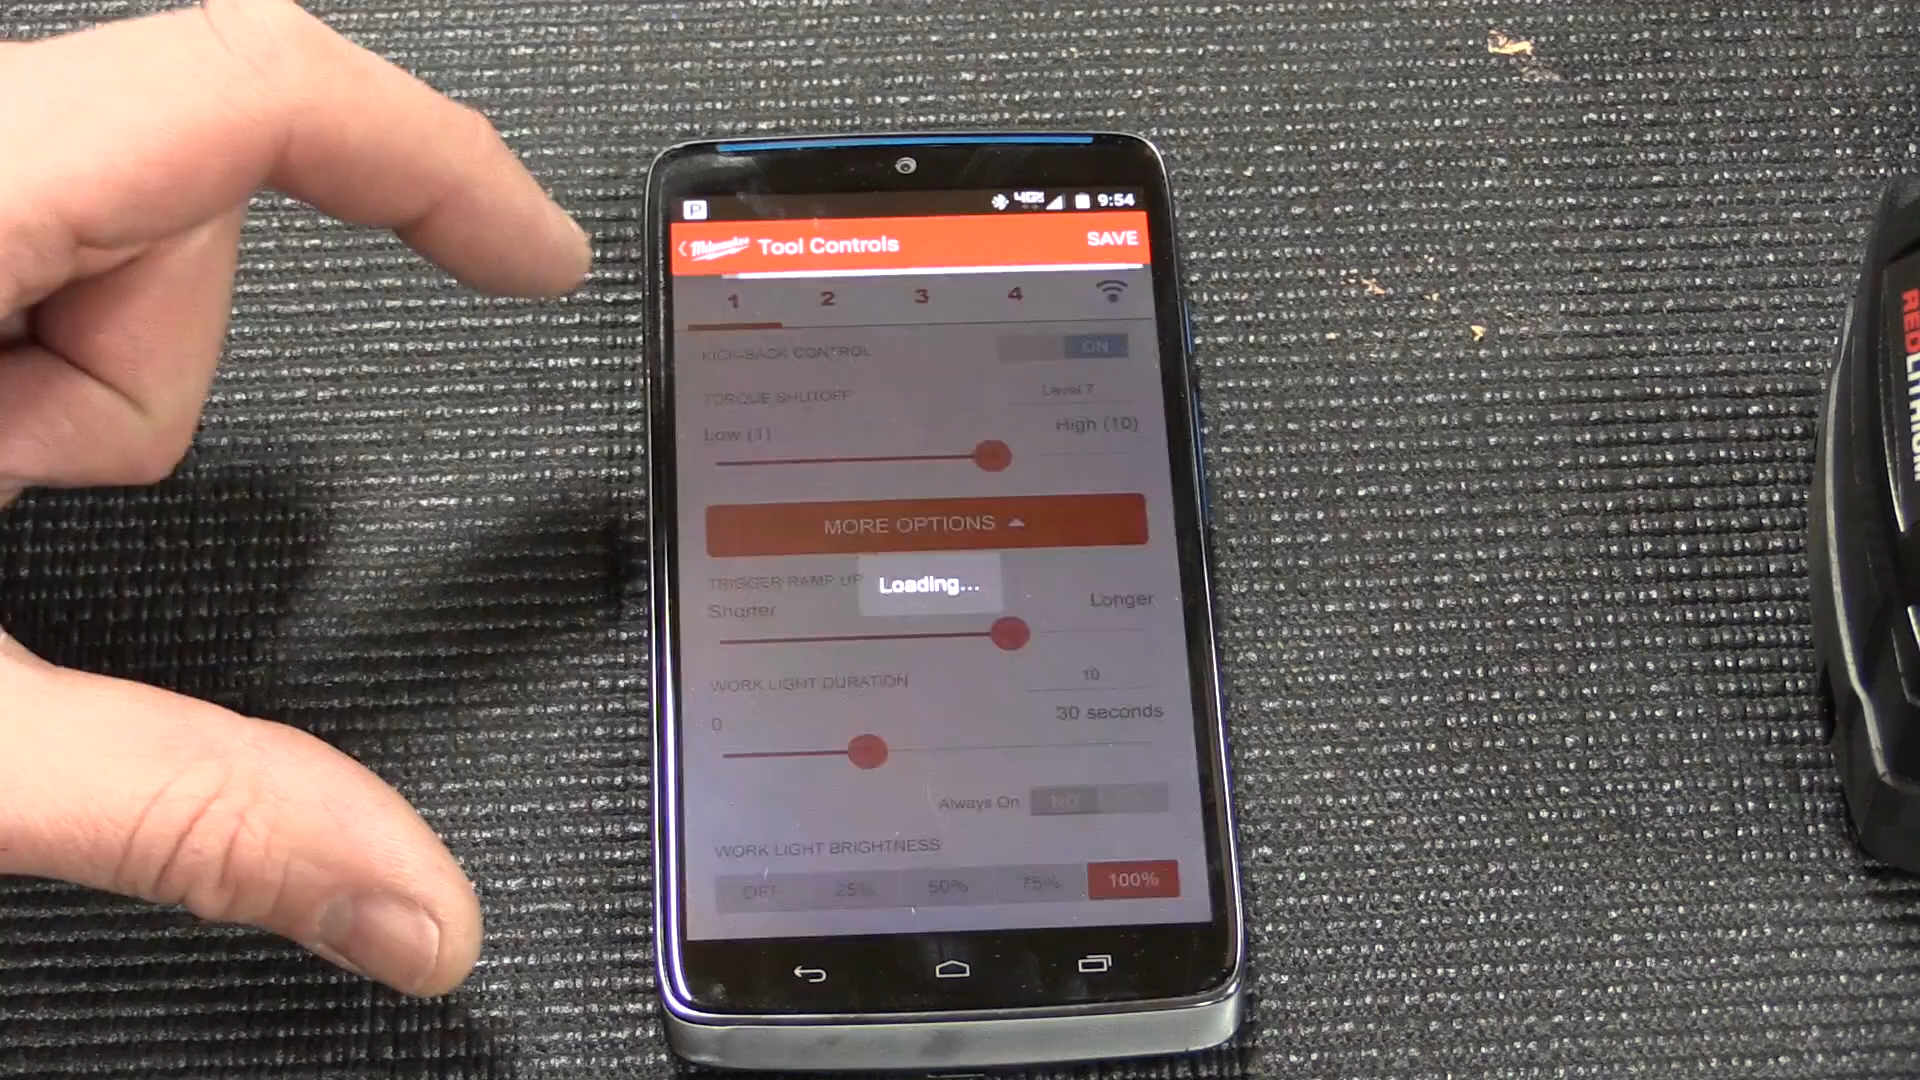 P 4G 9:54
Milwaukee Tool Controls SAVE
1 2 3 4
KICK-BACK CONTROL ON
TORQUE SHUTOFF Level 7
Low (1) High (10)
MORE OPTIONS
TRIGGER RAMP UP
Shorter Longer
Loading...
WORK LIGHT DURATION 10
0 30 seconds
Always On NO
WORK LIGHT BRIGHTNESS
OFF 25% 50% 75% 100%
REDLITHIUM